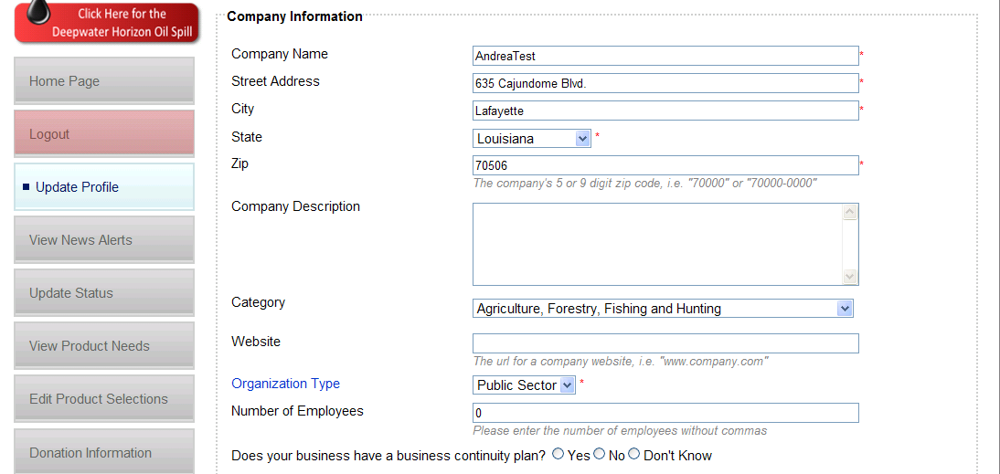 Click Here for the
Deepwater Horizon Oil Spill
Home Page
Logout
Update Profile
View News Alerts
Update Status
View Product Needs
Edit Product Selections
Donation Information
Company Information
Company Name AndreaTest *
Street Address 635 Cajundome Blvd. *
City Lafayette *
State Louisiana *
Zip 70506 *
The company's 5 or 9 digit zip code, i.e. "70000" or "70000-0000"
Company Description
Category Agriculture, Forestry, Fishing and Hunting
Website
The url for a company website, i.e. "www.company.com"
Organization Type Public Sector *
Number of Employees 0
Please enter the number of employees without commas
Does your business have a business continuity plan? Yes No Don't Know